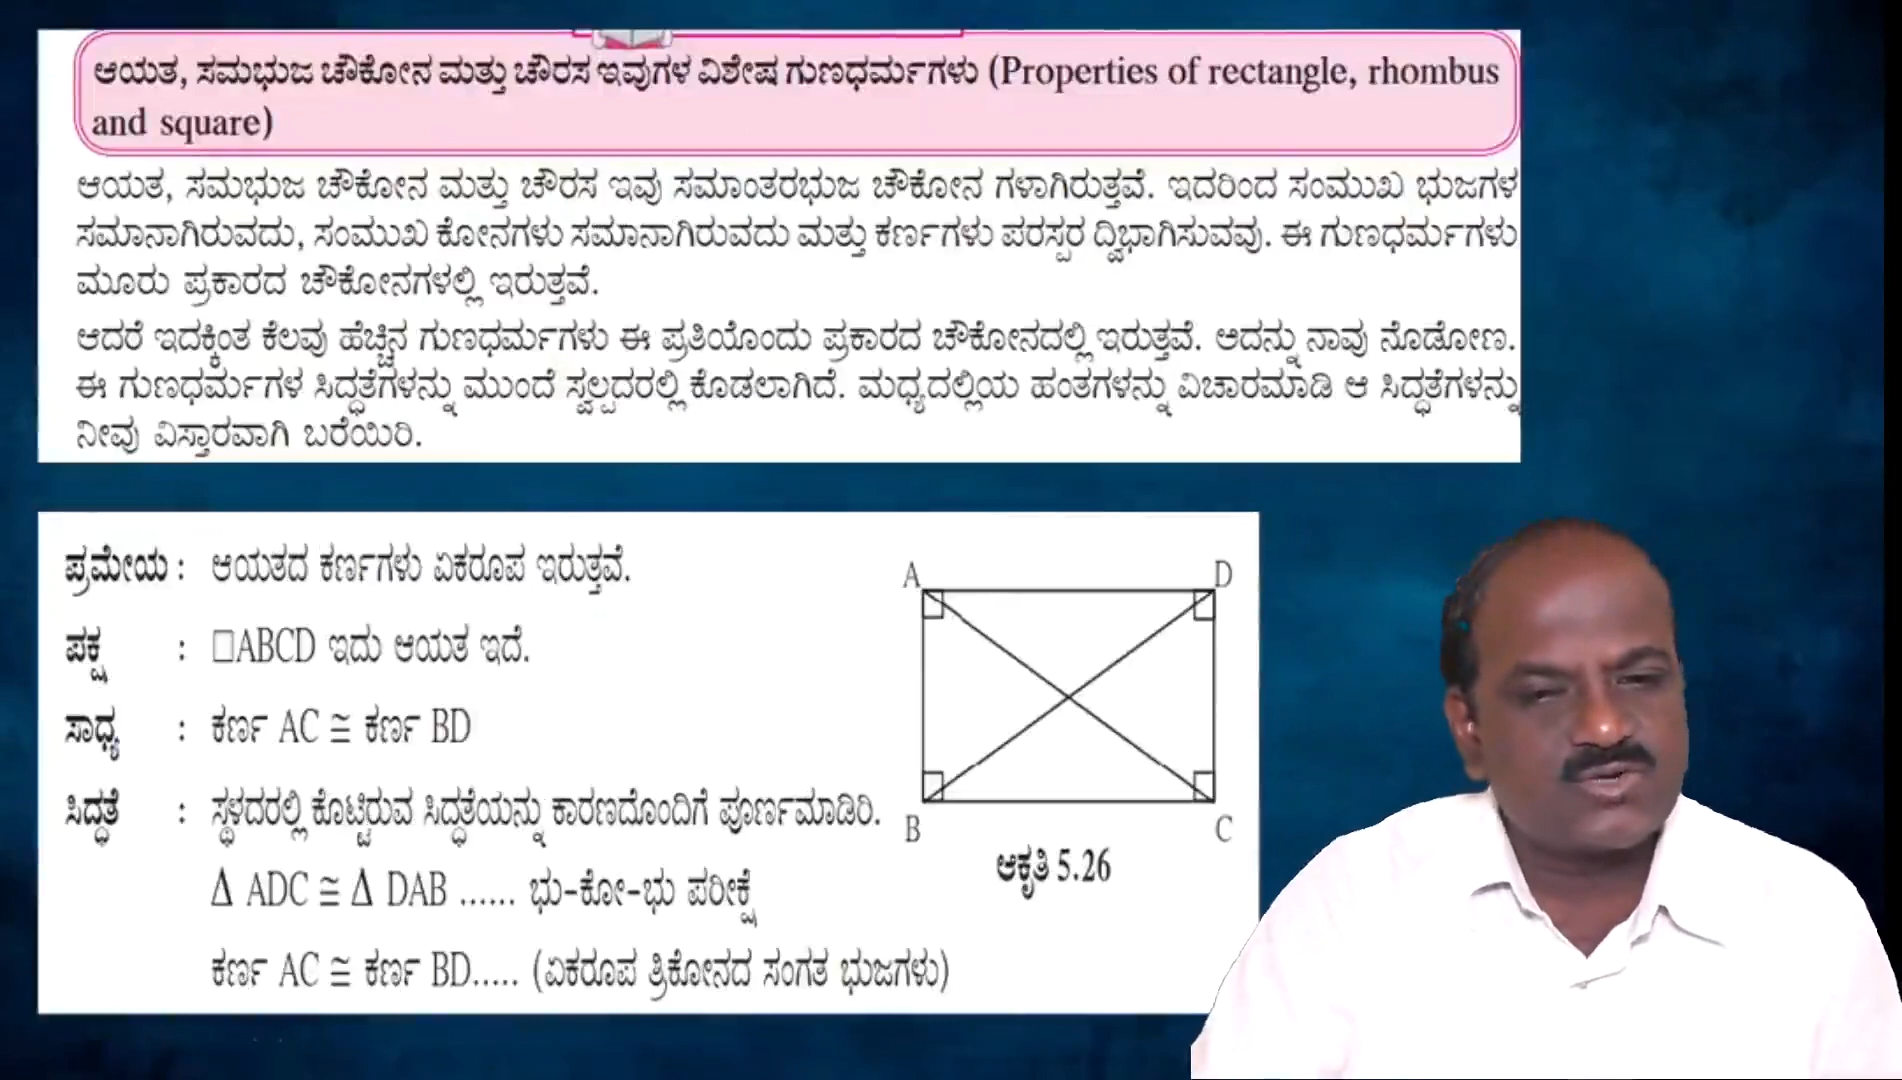 ಆಯತ, ಸಮಭುಜ ಚೌಕೋನ ಮತ್ತು ಚೌರಸ ಇವುಗಳ ವಿಶೇಷ ಗುಣಧರ್ಮಗಳು (Properties of rectangle, rhombus
and square)
ಆಯತ, ಸಮಭುಜ ಚೌಕೋನ ಮತ್ತು ಚೌರಸ ಇವು ಸಮಾಂತರಭುಜ ಚೌಕೋನ ಗಳಾಗಿರುತ್ತವೆ. ಇದರಿಂದ ಸಂಮುಖ ಭುಜಗಳ
ಸಮಾನಾಗಿರುವದು, ಸಂಮುಖ ಕೋನಗಳು ಸಮಾನಾಗಿರುವದು ಮತ್ತು ಕರ್ಣಗಳು ಪರಸ್ಪರ ದ್ವಿಭಾಗಿಸುವವು. ಈ ಗುಣಧರ್ಮಗಳು
ಮೂರು ಪ್ರಕಾರದ ಚೌಕೋನಗಳಲ್ಲಿ ಇರುತ್ತವೆ.
ಆದರೆ ಇದಕ್ಕಿಂತ ಕೆಲವು ಹೆಚ್ಚಿನ ಗುಣಧರ್ಮಗಳು ಈ ಪ್ರತಿಯೊಂದು ಪ್ರಕಾರದ ಚೌಕೋನದಲ್ಲಿ ಇರುತ್ತವೆ. ಅದನ್ನು ನಾವು ನೊಡೋಣ.
ಈ ಗುಣಧರ್ಮಗಳ ಸಿದ್ಧತೆಗಳನ್ನು ಮುಂದೆ ಸ್ವಲ್ಪದರಲ್ಲಿ ಕೊಡಲಾಗಿದೆ. ಮಧ್ಯದಲ್ಲಿಯ ಹಂತಗಳನ್ನು ವಿಚಾರಮಾಡಿ ಆ ಸಿದ್ಧತೆಗಳನ್ನು
ನೀವು ವಿಸ್ತಾರವಾಗಿ ಬರೆಯಿರಿ.
ಪ್ರಮೇಯ : ಆಯತದ ಕರ್ಣಗಳು ಏಕರೂಪ ಇರುತ್ತವೆ.
ಪಕ್ಷ : □ABCD ಇದು ಆಯತ ಇದೆ.
ಸಾಧ್ಯ : ಕರ್ಣ AC ≅ ಕರ್ಣ BD
ಸಿದ್ಧತೆ : ಸ್ಥಳದರಲ್ಲಿ ಕೊಟ್ಟಿರುವ ಸಿದ್ಧತೆಯನ್ನು ಕಾರಣದೊಂದಿಗೆ ಪೂರ್ಣಮಾಡಿರಿ.
Δ ADC ≅ Δ DAB ...... ಭು-ಕೋ-ಭು ಪರೀಕ್ಷೆ
ಕರ್ಣ AC ≅ ಕರ್ಣ BD..... (ಏಕರೂಪ ತ್ರಿಕೋನದ ಸಂಗತ ಭುಜಗಳು)
A D
B C
ಆಕೃತಿ 5.26